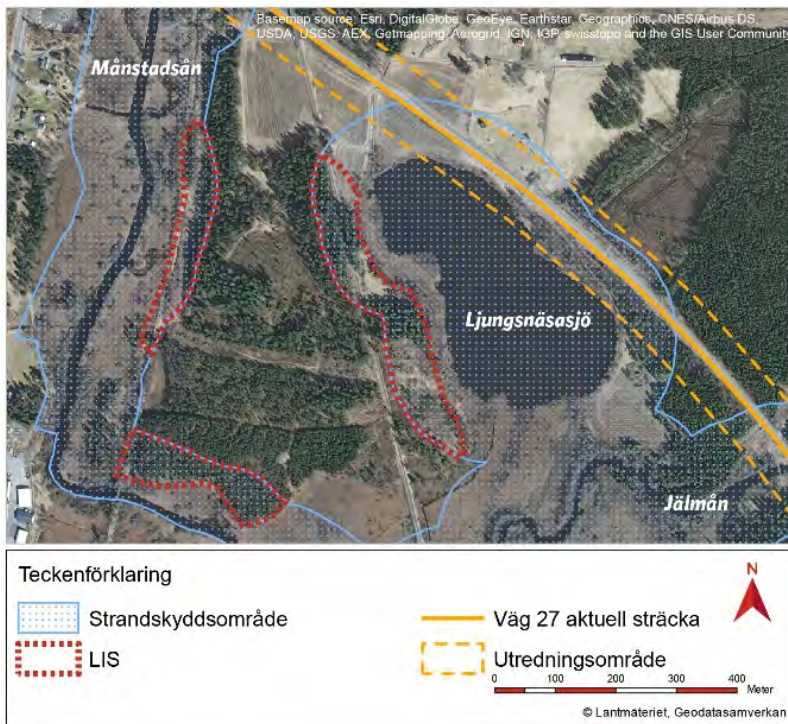 Basemap source: Esri, DigitalGlobe, GeoEye, Earthstar, Geographics, CNES/Airbus DS,
USDA, USGS, AEX, Getmapping, Aerogrid, IGN, IGP, swisstopo and the GIS User Community
Månstadsån
Ljungsnäsasjö
Jälmån
Teckenförklaring
Strandskyddsområde
LIS
Väg 27 aktuell sträcka
Utredningsområde
N
0 100 200 300 400
Meter
© Lantmäteriet, Geodatasamverkan